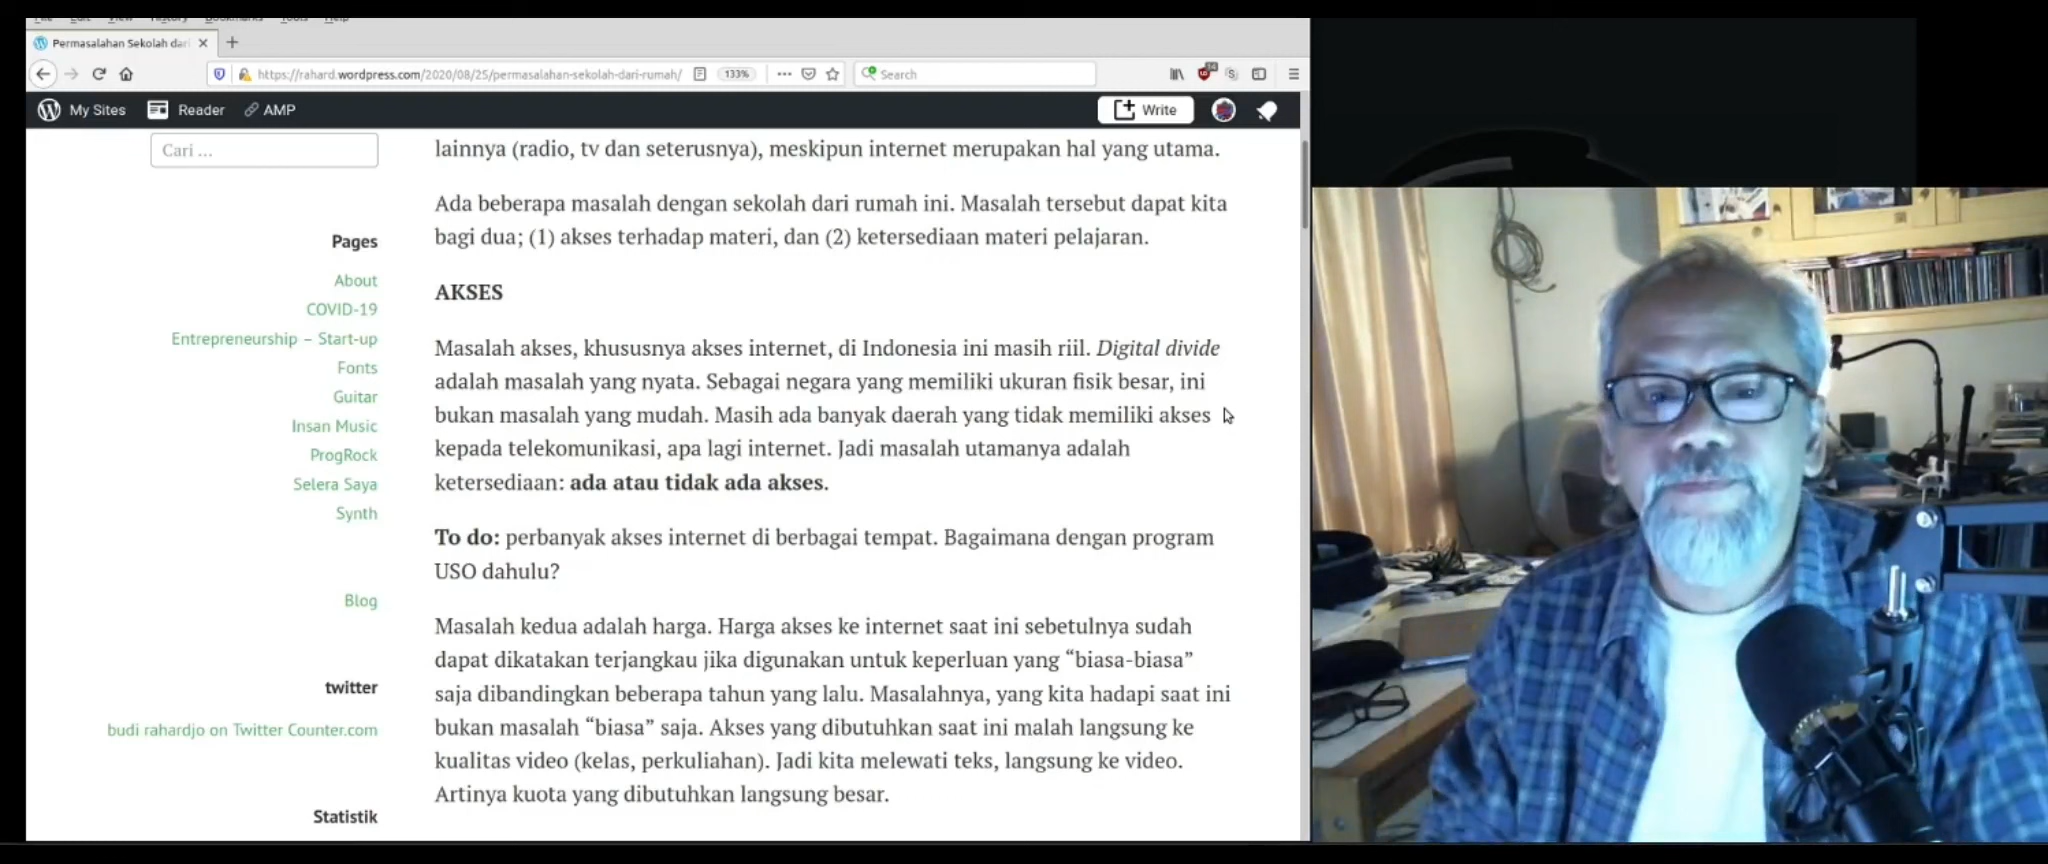 File Edit View History Bookmarks Tools Help
Permasalahan Sekolah dari
https://rahard.wordpress.com/2020/08/25/permasalahan-sekolah-dari-rumah/ 133% Search
My Sites Reader AMP Write
Cari ...
Pages
About
COVID-19
Entrepreneurship – Start-up
Fonts
Guitar
Insan Music
ProgRock
Selera Saya
Synth
Blog
twitter
budi rahardjo on Twitter Counter.com
Statistik
lainnya (radio, tv dan seterusnya), meskipun internet merupakan hal yang utama.
Ada beberapa masalah dengan sekolah dari rumah ini. Masalah tersebut dapat kita
bagi dua; (1) akses terhadap materi, dan (2) ketersediaan materi pelajaran.
AKSES
Masalah akses, khususnya akses internet, di Indonesia ini masih riil. Digital divide
adalah masalah yang nyata. Sebagai negara yang memiliki ukuran fisik besar, ini
bukan masalah yang mudah. Masih ada banyak daerah yang tidak memiliki akses
kepada telekomunikasi, apa lagi internet. Jadi masalah utamanya adalah
ketersediaan: ada atau tidak ada akses.
To do: perbanyak akses internet di berbagai tempat. Bagaimana dengan program
USO dahulu?
Masalah kedua adalah harga. Harga akses ke internet saat ini sebetulnya sudah
dapat dikatakan terjangkau jika digunakan untuk keperluan yang “biasa-biasa”
saja dibandingkan beberapa tahun yang lalu. Masalahnya, yang kita hadapi saat ini
bukan masalah “biasa” saja. Akses yang dibutuhkan saat ini malah langsung ke
kualitas video (kelas, perkuliahan). Jadi kita melewati teks, langsung ke video.
Artinya kuota yang dibutuhkan langsung besar.